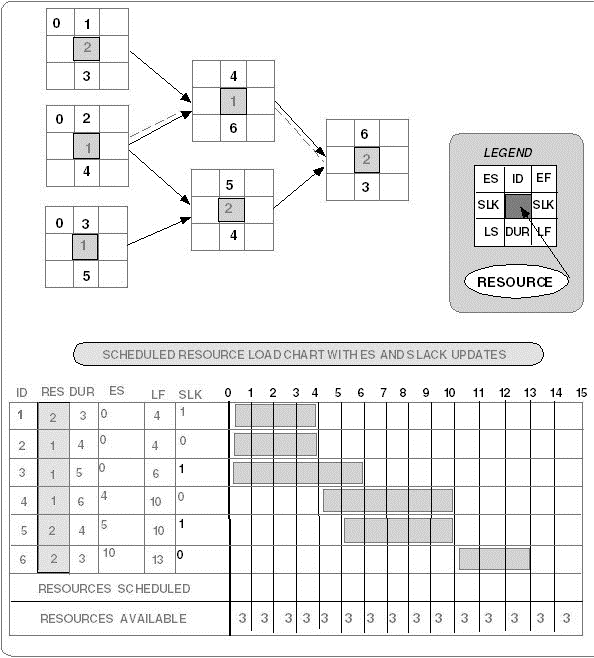 0 1
2
3
0 2
1
4
0 3
1
5
4
1
6
5
2
4
6
2
3
LEGEND
ES ID EF
SLK SLK
LS DUR LF
RESOURCE
SCHEDULED RESOURCE LOAD CHART WITH ES AND SLACK UPDATES
ID RES DUR ES LF SLK 0 1 2 3 4 5 6 7 8 9 10 11 12 13 14 15
1 2 3 0 4 1
2 1 4 0 4 0
3 1 5 0 6 1
4 1 6 4 10 0
5 2 4 5 10 1
6 2 3 10 13 0
RESOURCES SCHEDULED
RESOURCES AVAILABLE 3 3 3 3 3 3 3 3 3 3 3 3 3 3 3